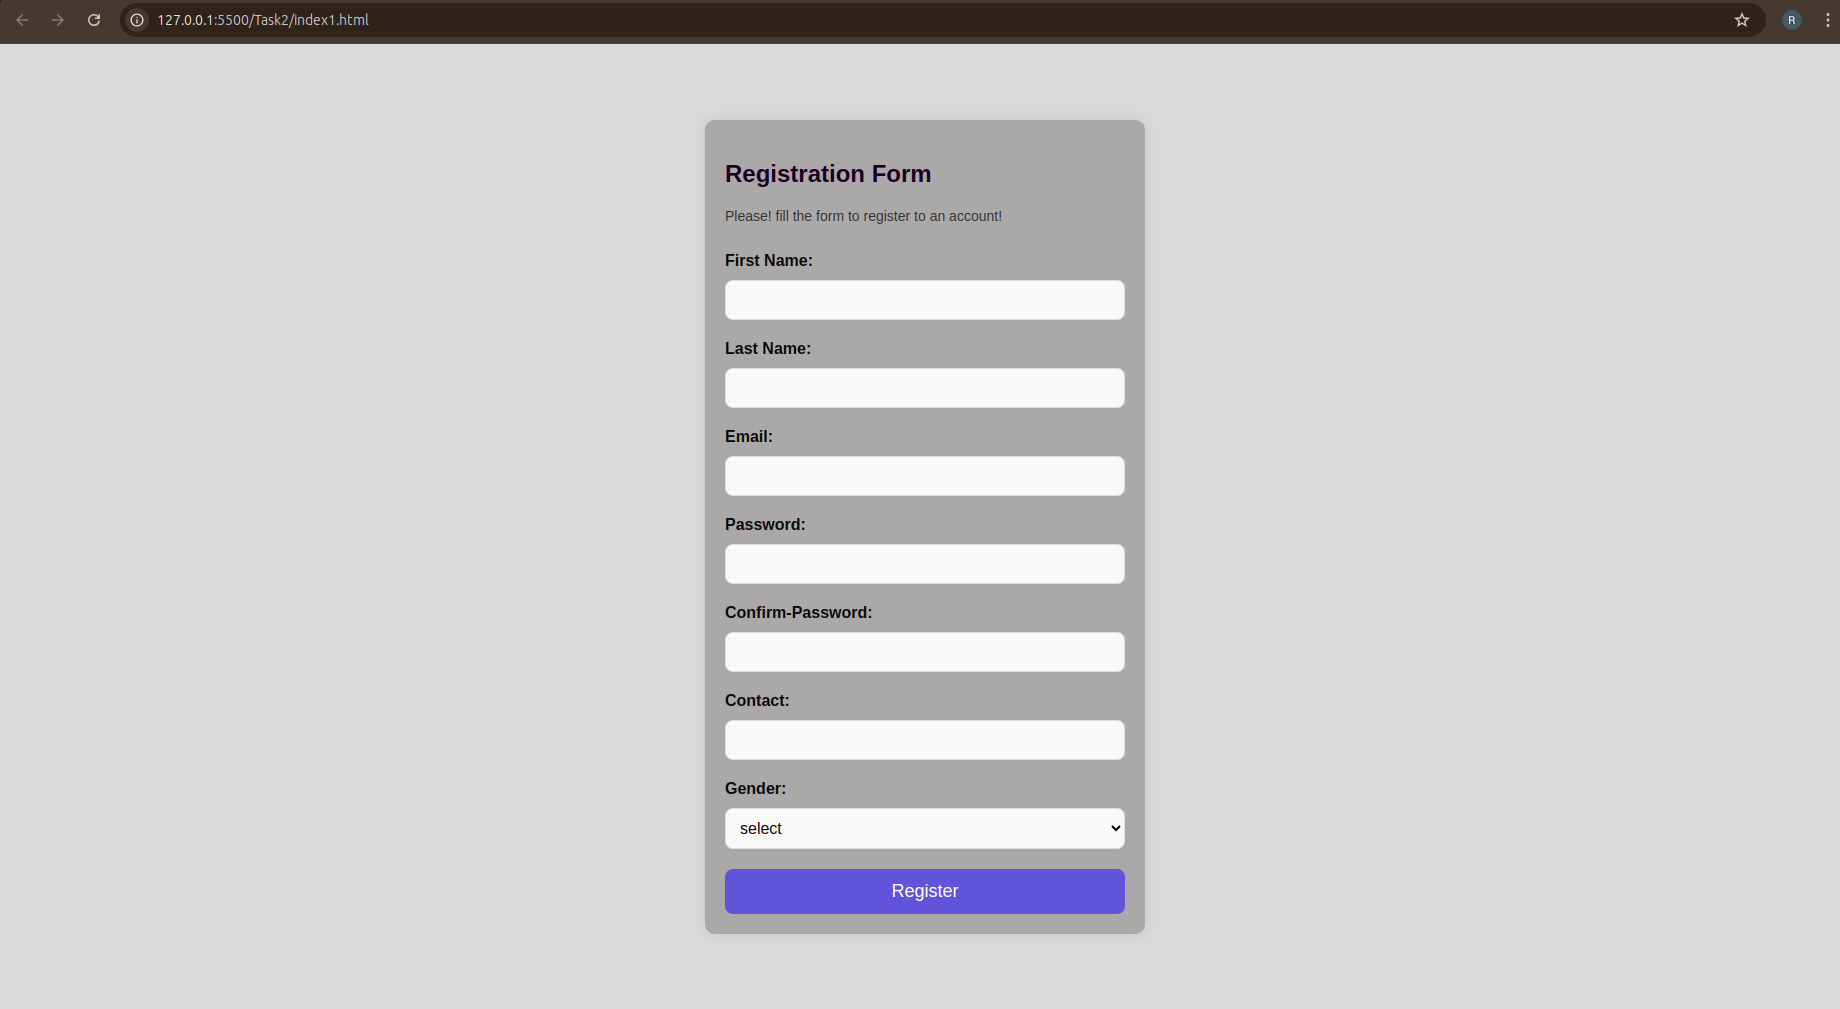 127.0.0.1:5500/Task2/index1.html
R
Registration Form
Please! fill the form to register to an account!
First Name:
Last Name:
Email:
Password:
Confirm-Password:
Contact:
Gender:
select
Register